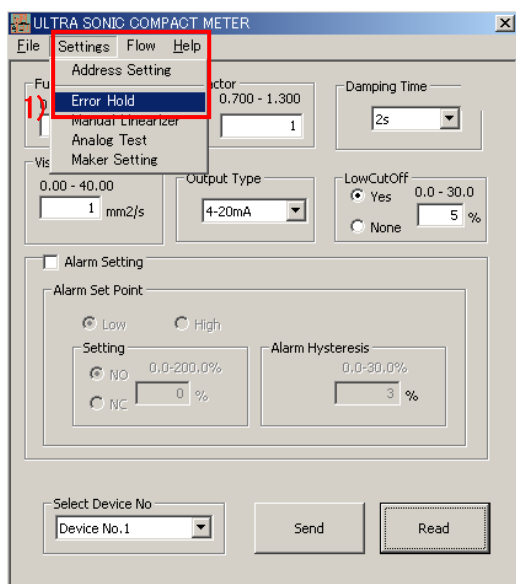 ULTRA SONIC COMPACT METER
File Settings Flow Help
Address Setting
Error Hold
Manual Linearizer
Analog Test
Maker Setting
1)
0.700 - 1.300
1
Damping Time
2s
0.00 - 40.00
1 mm2/s
Output Type
4-20mA
LowCutOff
Yes 0.0 - 30.0
5 %
None
Alarm Setting
Alarm Set Point
Low High
Setting
NO 0.0-200.0%
0 %
NC
Alarm Hysteresis
0.0-30.0%
3 %
Select Device No
Device No.1
Send
Read